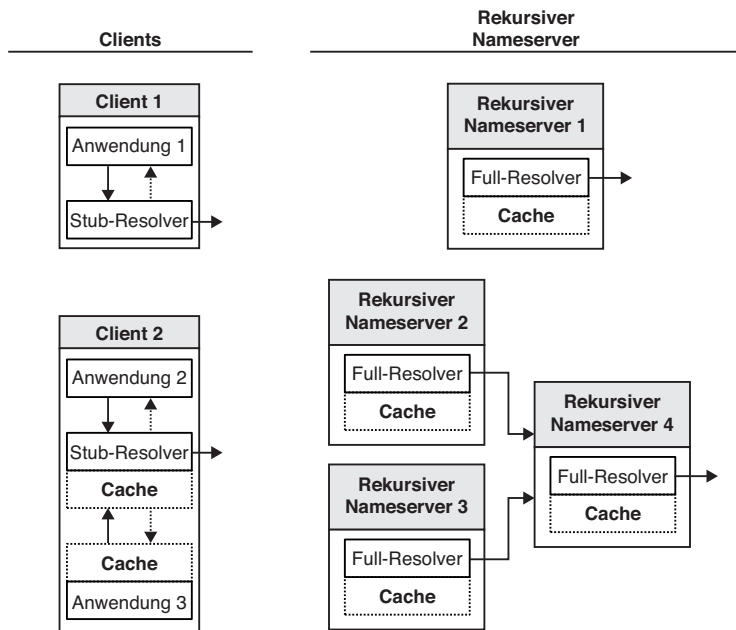 Clients
Rekursiver
Nameserver
Client 1
Anwendung 1
Stub-Resolver
Rekursiver
Nameserver 1
Full-Resolver
Cache
Client 2
Anwendung 2
Stub-Resolver
Cache
Cache
Anwendung 3
Rekursiver
Nameserver 2
Full-Resolver
Cache
Rekursiver
Nameserver 3
Full-Resolver
Cache
Rekursiver
Nameserver 4
Full-Resolver
Cache